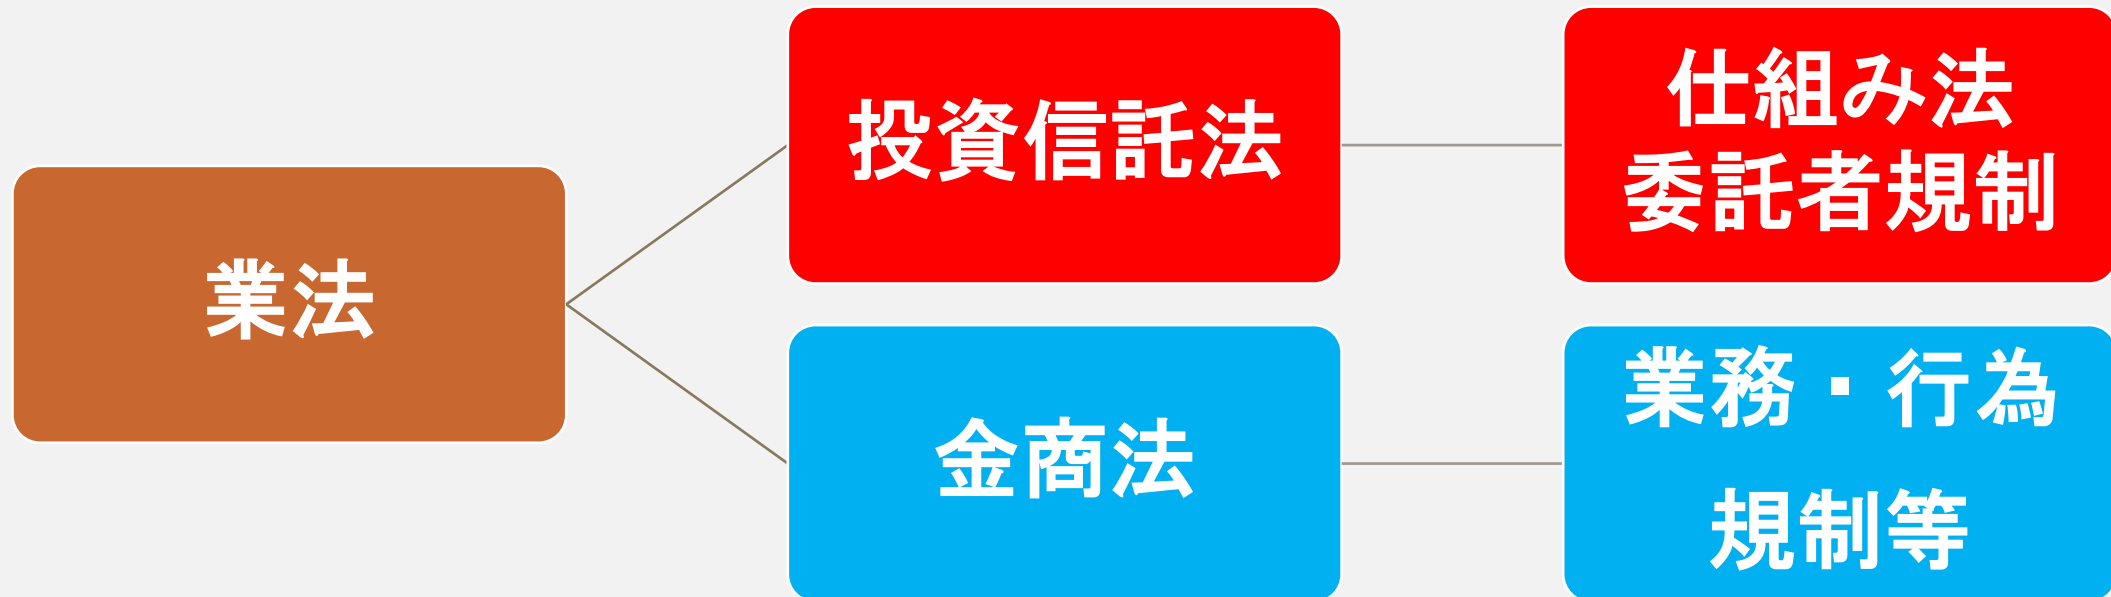 業法
投資信託法
仕組み法
委託者規制
金商法
業務・行為
規制等